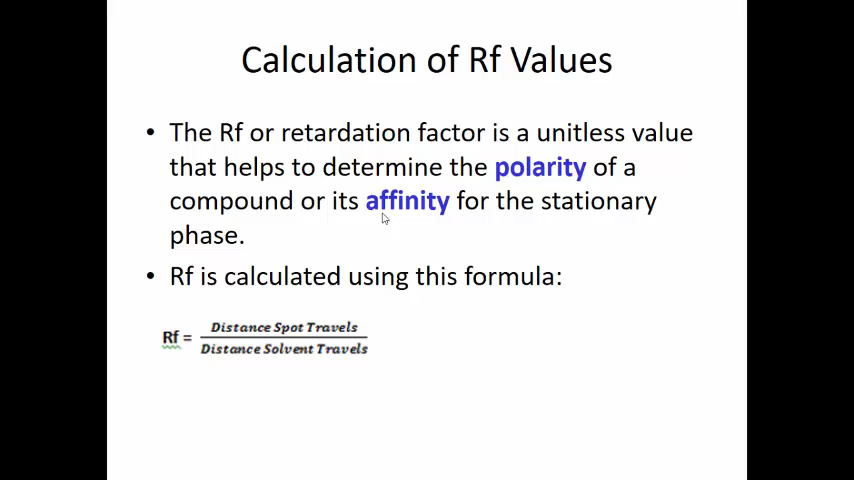 Calculation of Rf Values
• The Rf or retardation factor is a unitless value
that helps to determine the polarity of a
compound or its affinity for the stationary
phase.
• Rf is calculated using this formula:
Rf = Distance Spot Travels
Distance Solvent Travels